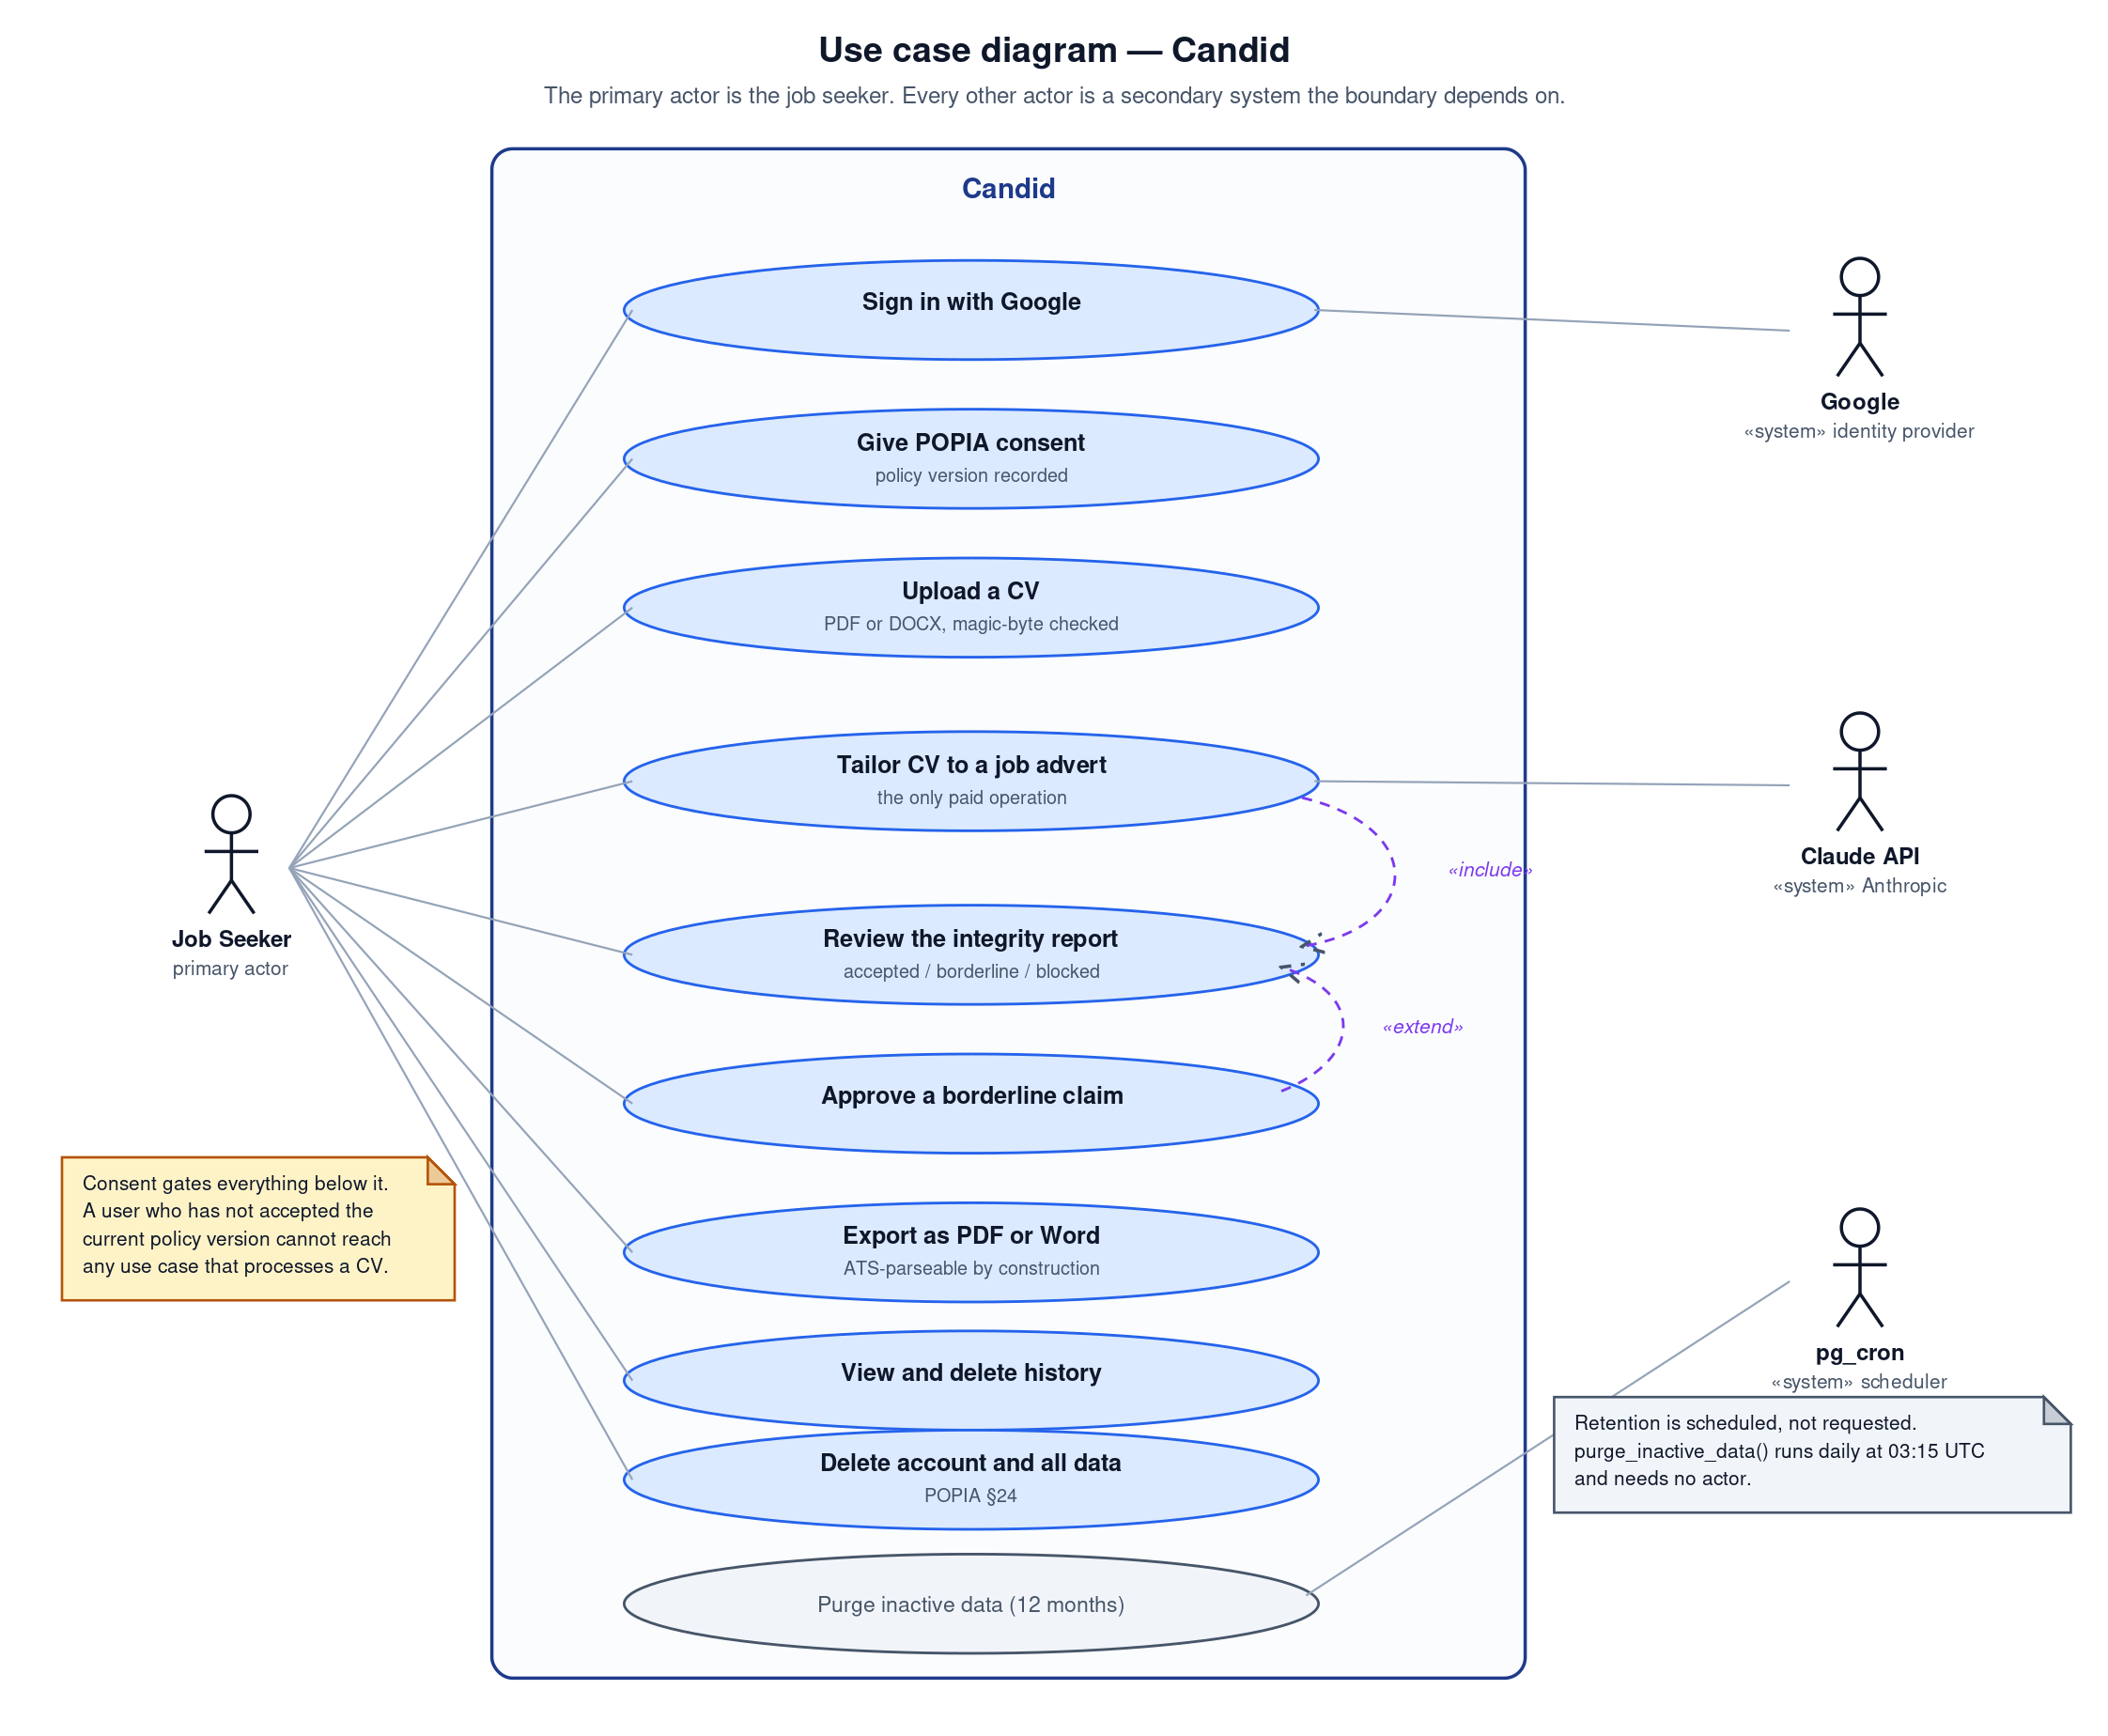 Use case diagram — Candid
The primary actor is the job seeker. Every other actor is a secondary system the boundary depends on.
Candid
Sign in with Google
Google
«system» identity provider
Give POPIA consent
policy version recorded
Upload a CV
PDF or DOCX, magic-byte checked
Tailor CV to a job advert
the only paid operation
Claude API
«system» Anthropic
«include»
Job Seeker
primary actor
Review the integrity report
accepted / borderline / blocked
«extend»
Approve a borderline claim
Consent gates everything below it.
A user who has not accepted the
current policy version cannot reach
any use case that processes a CV.
Export as PDF or Word
ATS-parseable by construction
View and delete history
pg_cron
«system» scheduler
Retention is scheduled, not requested.
purge_inactive_data() runs daily at 03:15 UTC
and needs no actor.
Delete account and all data
POPIA §24
Purge inactive data (12 months)